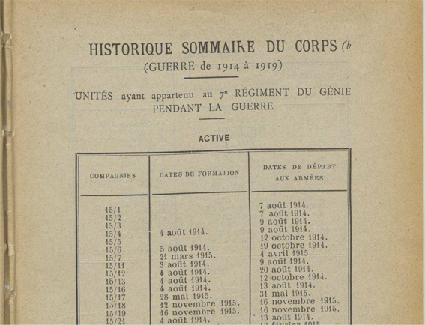 HISTORIQUE SOMMAIRE DU CORPS
(GUERRE de 1914 à 1919)
UNITÉS ayant appartenu au 7e RÉGIMENT DU GÉNIE
PENDANT LA GUERRE
ACTIVE
COMPAGNIES DATES DE FORMATION DATES DE DÉPART
AUX ARMÉES
15/1 7 août 1914.
15/2 7 août 1914.
15/3 9 août 1914.
15/4 4 août 1914. 9 août 1914.
15/5 12 octobre 1914.
15/6 5 août 1914. 19 octobre 1914.
15/7 21 mars 1915. 4 avril 1915
15/11 3 août 1914. 9 août 1914.
15/12 4 août 1914. 20 août 1914.
15/13 4 août 1914. 12 octobre 1914.
15/16 4 août 1914. 13 août 1914.
15/17 28 mai 1915. 31 mai 1915.
15/18 12 novembre 1915. 16 novembre 1915.
15/19 16 novembre 1915. 16 novembre 1915.
15/21 4 août 1914. 13 août 1914.
février 1915.